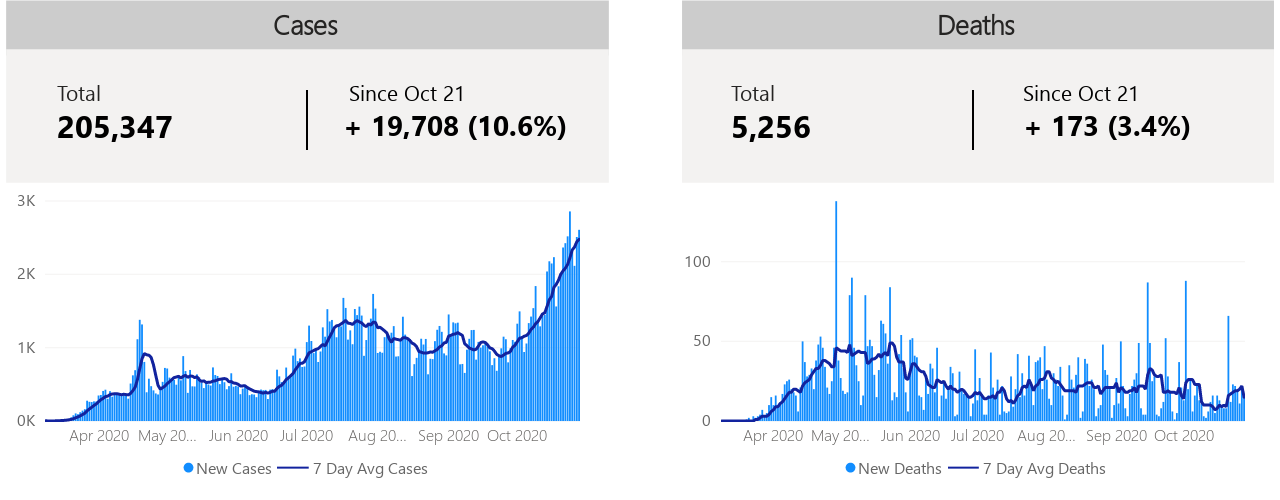 Cases
Total
205,347
Since Oct 21
+ 19,708 (10.6%)
3K
2K
1K
0K
Apr 2020 May 20... Jun 2020 Jul 2020 Aug 20... Sep 2020 Oct 2020
New Cases 7 Day Avg Cases
Deaths
Total
5,256
Since Oct 21
+ 173 (3.4%)
100
50
0
Apr 2020 May 20... Jun 2020 Jul 2020 Aug 20... Sep 2020 Oct 2020
New Deaths 7 Day Avg Deaths